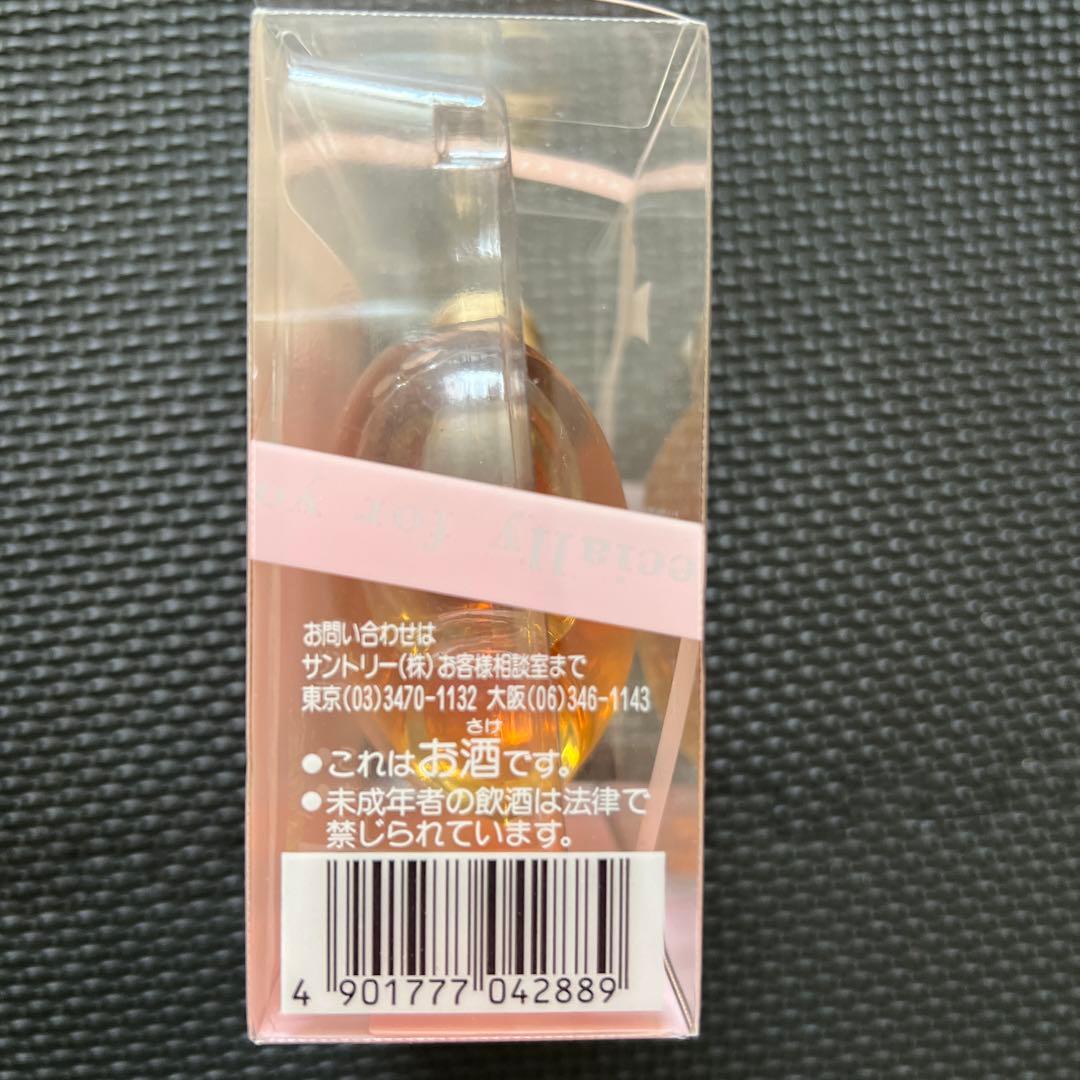 ecially for yo
お問い合わせは
サントリー(株)お客様相談室まで
東京(03)3470-1132 大阪(06)346-1143
さけ
●これはお酒です。
●未成年者の飲酒は法律で
禁じられています。
4 901777 042889